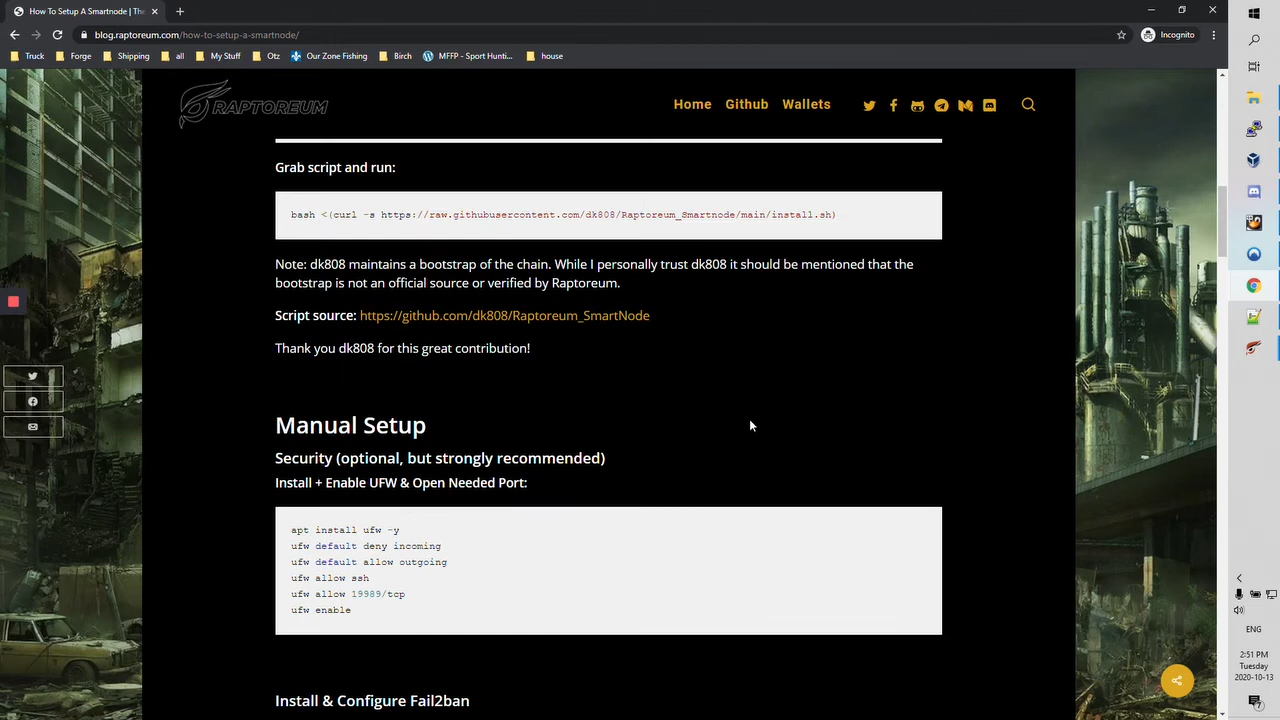 How To Setup A Smartnode | The
blog.raptoreum.com/how-to-setup-a-smartnode/
Incognito
Truck
Forge
Shipping
all
My Stuff
Otz
Our Zone Fishing
Birch
MFFP - Sport Hunti...
house
RAPTOREUM
Home
Github
Wallets
Grab script and run:
bash <(curl -s https://raw.githubusercontent.com/dk808/Raptoreum_Smartnode/main/install.sh)
Note: dk808 maintains a bootstrap of the chain. While I personally trust dk808 it should be mentioned that the
bootstrap is not an official source or verified by Raptoreum.
Script source: https://github.com/dk808/Raptoreum_SmartNode
Thank you dk808 for this great contribution!
Manual Setup
Security (optional, but strongly recommended)
Install + Enable UFW & Open Needed Port:
apt install ufw -y
ufw default deny incoming
ufw default allow outgoing
ufw allow ssh
ufw allow 19989/tcp
ufw enable
Install & Configure Fail2ban
ENG
2:51 PM
Tuesday
2020-10-13